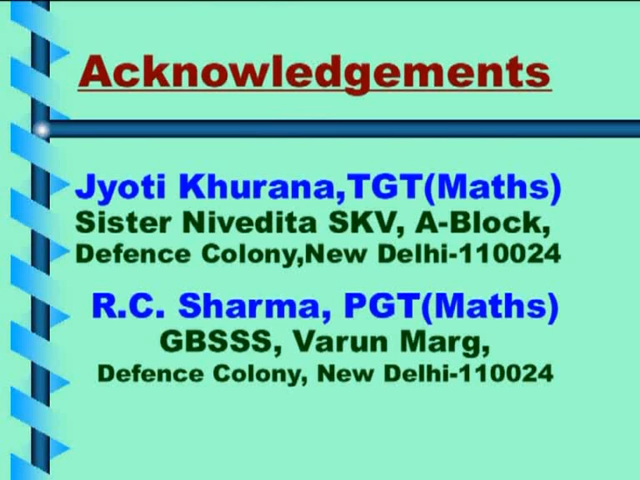 Acknowledgements
Jyoti Khurana,TGT(Maths)
Sister Nivedita SKV, A-Block,
Defence Colony,New Delhi-110024
R.C. Sharma, PGT(Maths)
GBSSS, Varun Marg,
Defence Colony, New Delhi-110024